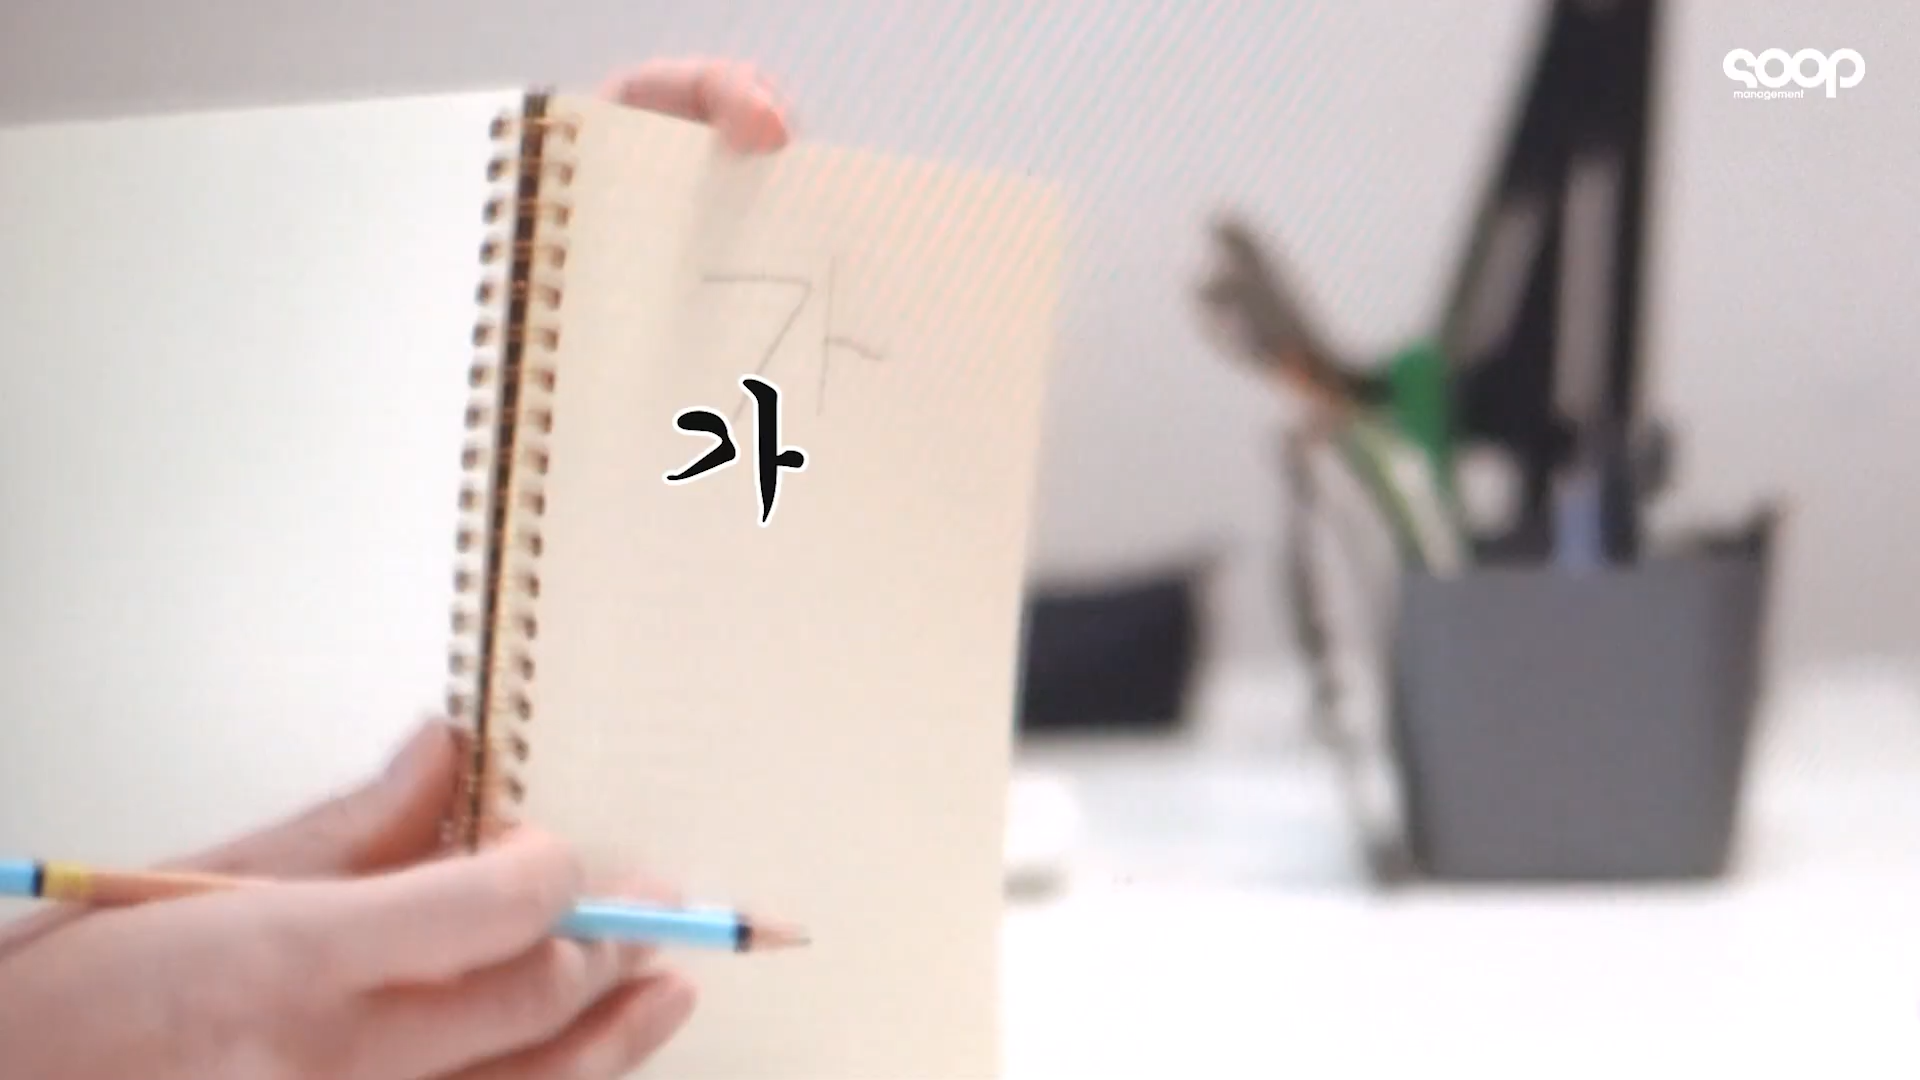 soop
management
가
가